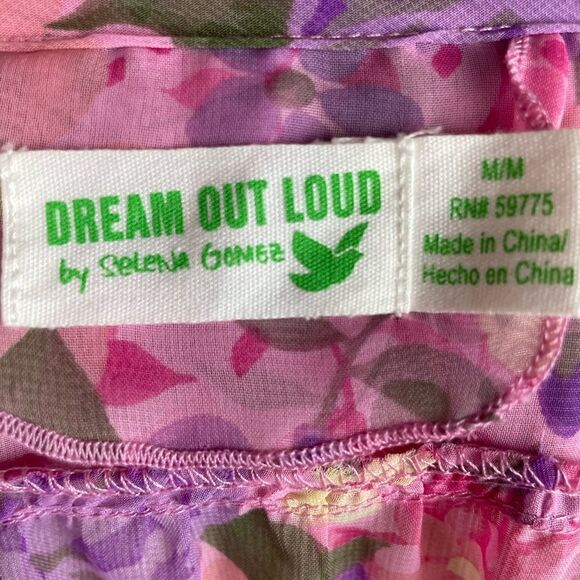 DREAM OUT LOUD
by SELENA GOMEZ
M/M
RN# 59775
Made in China/
Hecho en China